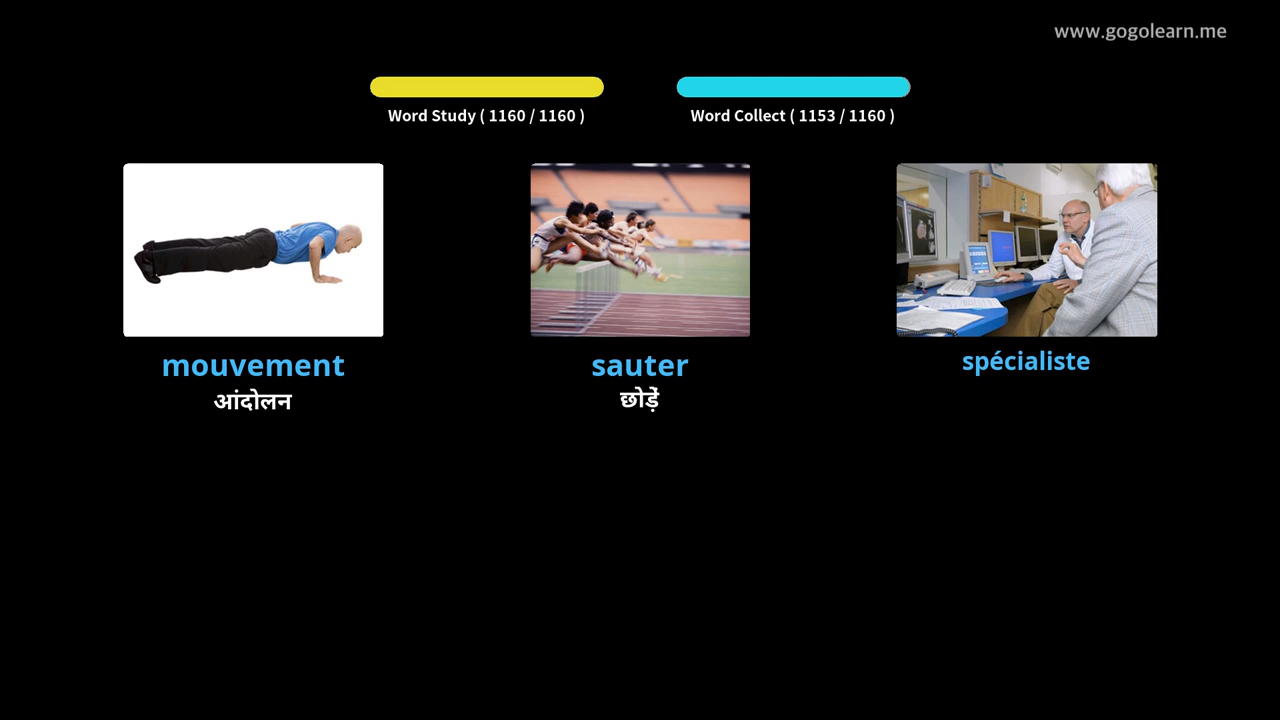 www.gogolearn.me
Word Study ( 1160 / 1160 )
Word Collect ( 1153 / 1160 )
mouvement
sauter
spécialiste
आंदोलन
छोड़ें